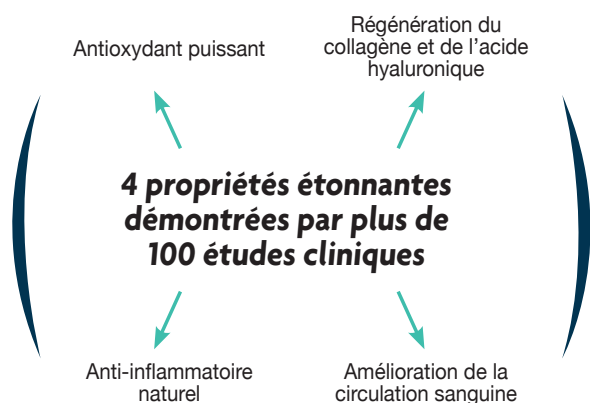 Antioxydant puissant
Régénération du
collagène et de l'acide
hyaluronique
4 propriétés étonnantes
démontrées par plus de
100 études cliniques
Anti-inflammatoire
naturel
Amélioration de la
circulation sanguine